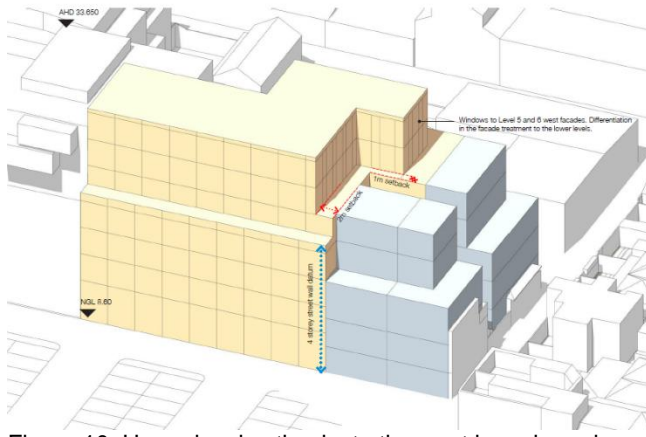 AHD 33.650
Windows to Level 5 and 6 west facades. Differentiation
in the facade treatment to the lower levels.
1m setback
2m setback
4 storey street wall datum
NGL 8.60